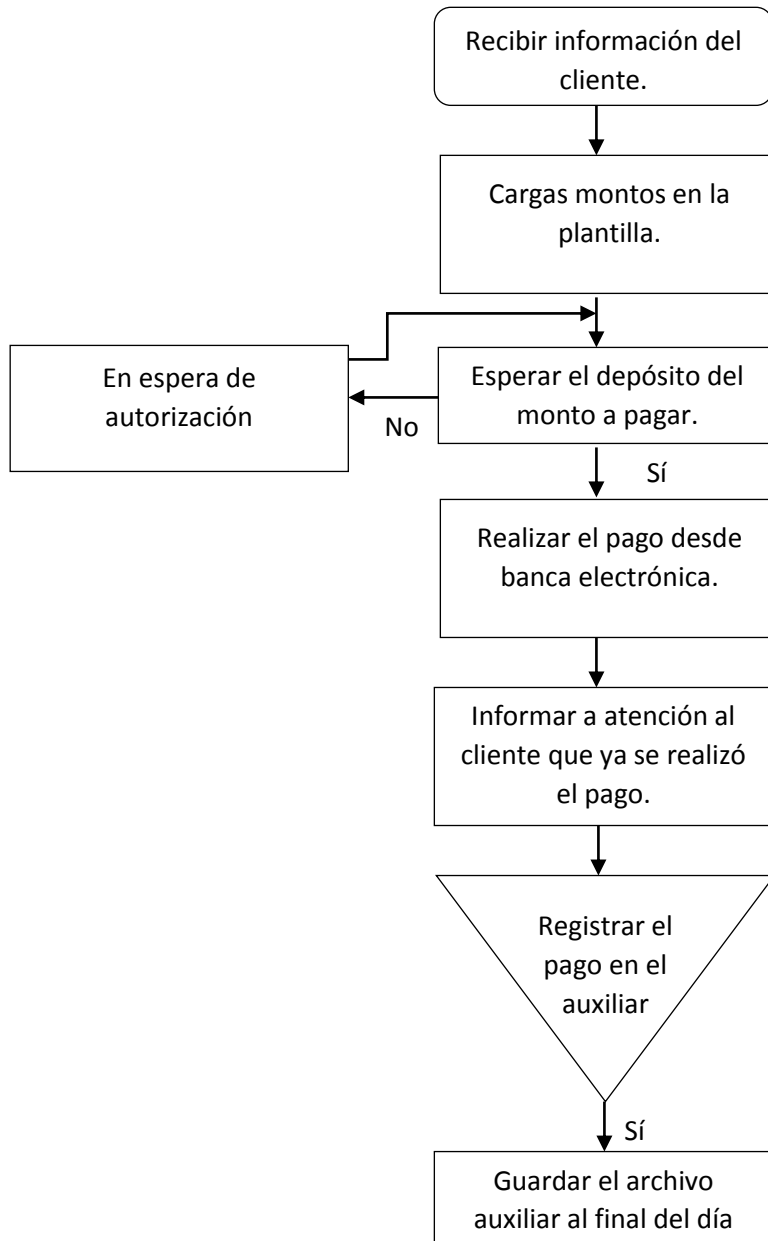 Recibir información del
cliente.
Cargas montos en la
plantilla.
En espera de
autorización
Esperar el depósito del
monto a pagar.
No
Sí
Realizar el pago desde
banca electrónica.
Informar a atención al
cliente que ya se realizó
el pago.
Registrar el
pago en el
auxiliar
Sí
Guardar el archivo
auxiliar al final del día